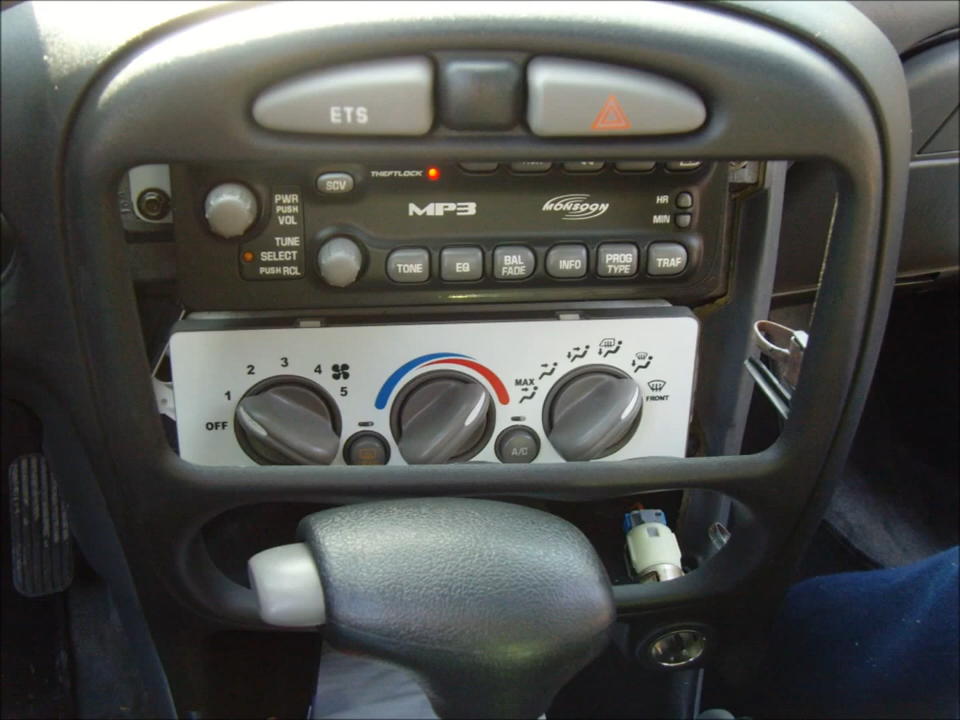 ETS
THEFTLOCK
SCV
PWR
PUSH
VOL
MP3
MONSOON
HR
MIN
TUNE
SELECT
PUSH RCL
TONE
EQ
BAL
FADE
INFO
PROG
TYPE
TRAF
OFF
1
2
3
4
5
MAX
FRONT
A/C